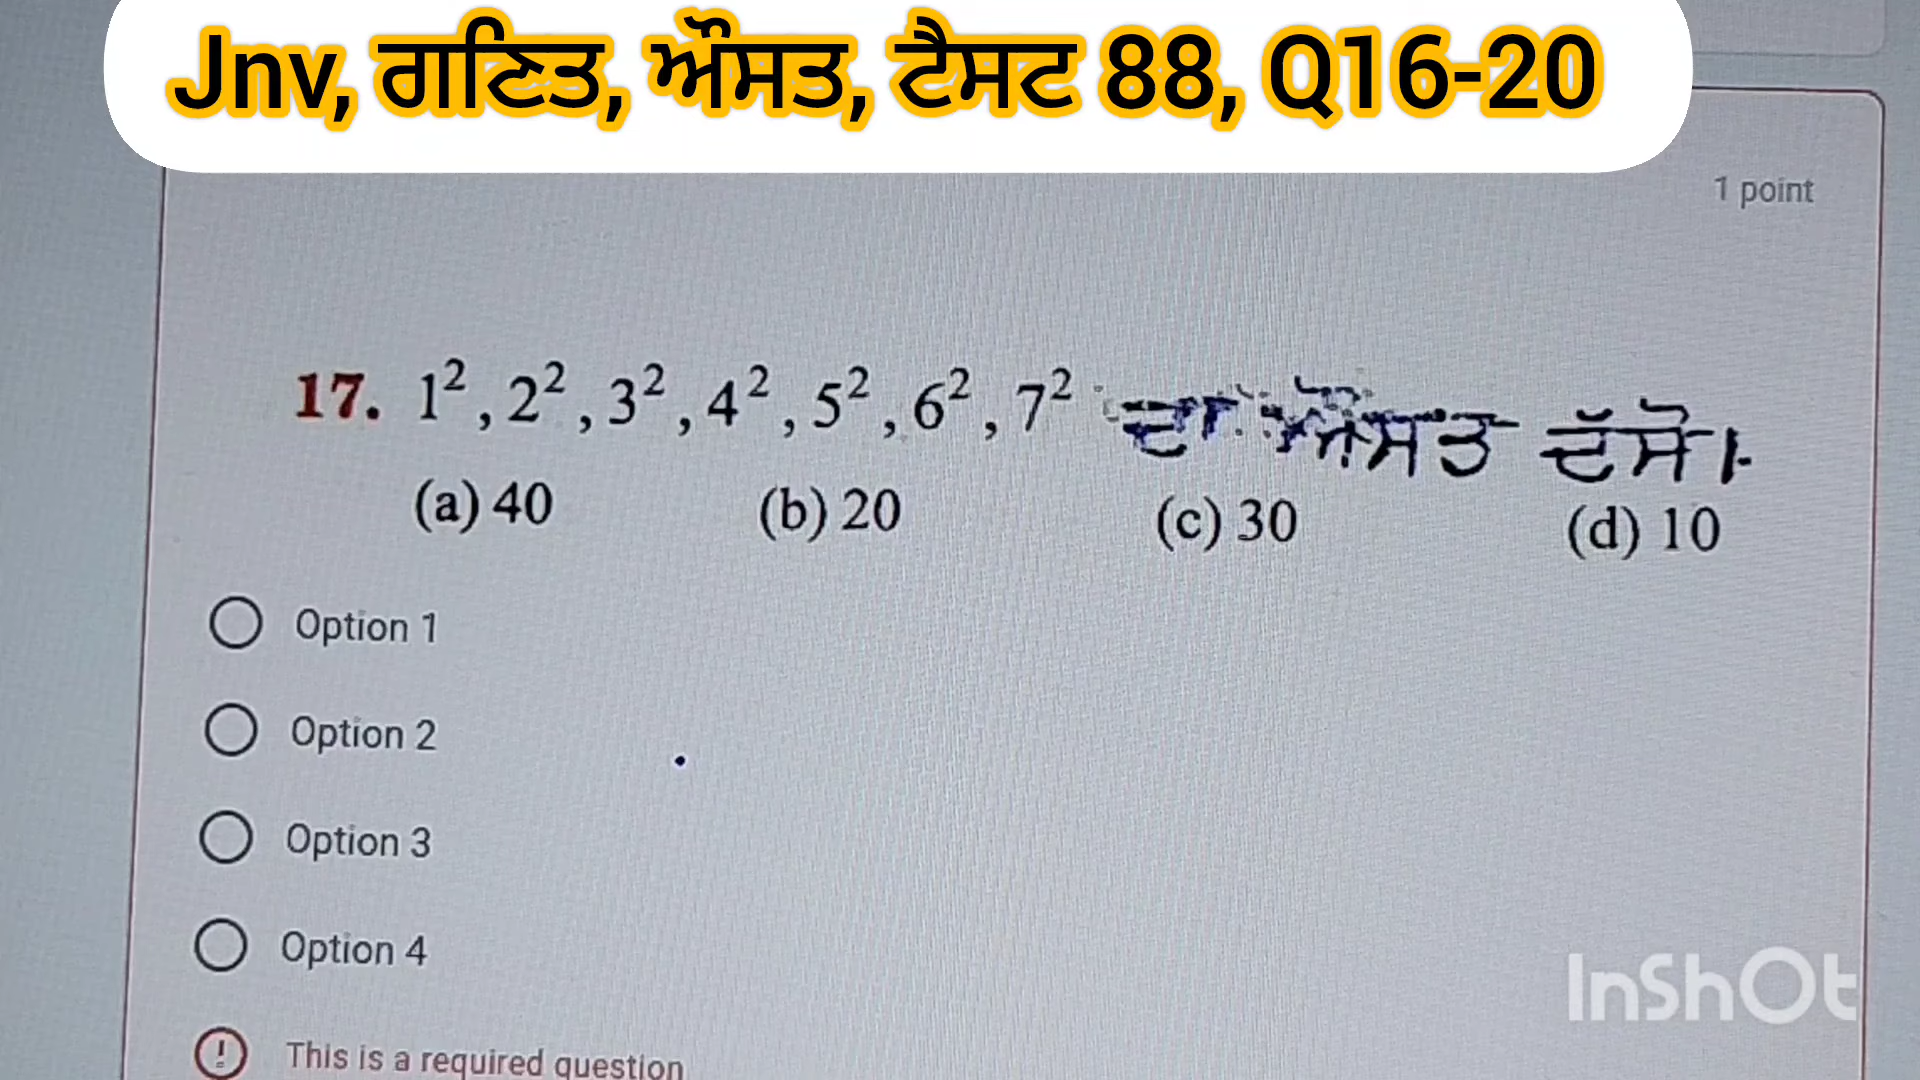 Jnv, ਗਣਿਤ, ਔਸਤ, ਟੈਸਟ 88, Q16-20
1 point
17. 1², 2², 3², 4², 5², 6², 7² ਦਾ ਔਸਤ ਦੱਸੋ।
(a) 40 (b) 20 (c) 30 (d) 10
Option 1
Option 2
Option 3
Option 4
This is a required question
InShOt